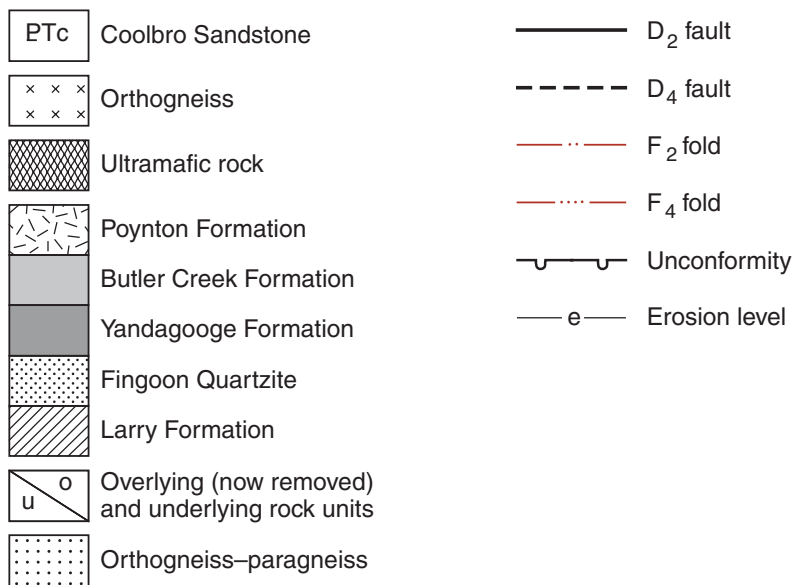 PTc Coolbro Sandstone
Orthogneiss
Ultramafic rock
Poynton Formation
Butler Creek Formation
Yandagooge Formation
Fingoon Quartzite
Larry Formation
u o Overlying (now removed)
and underlying rock units
Orthogneiss–paragneiss
D2 fault
D4 fault
F2 fold
F4 fold
Unconformity
e Erosion level